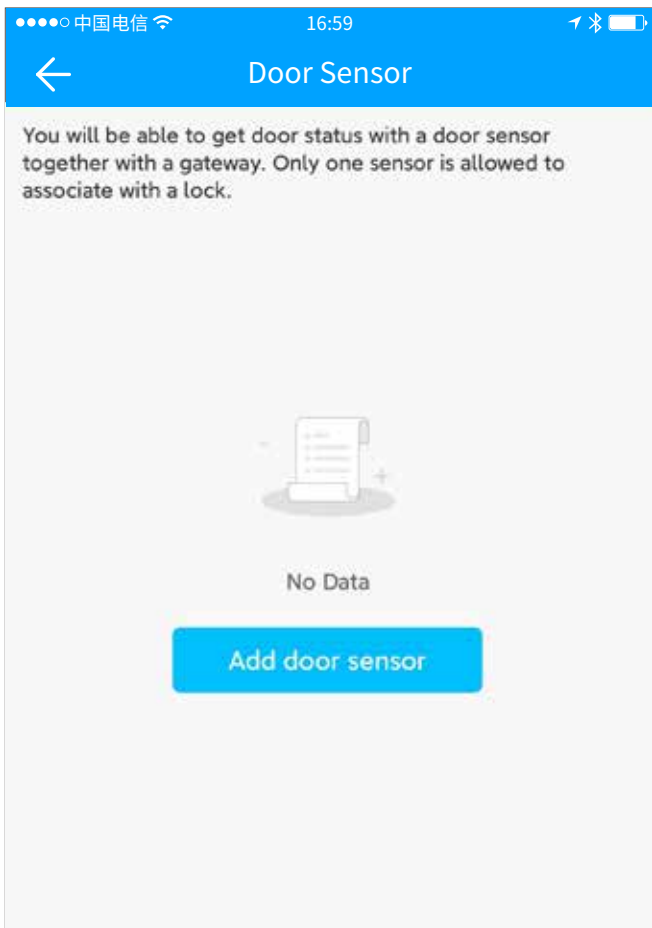 中国电信 16:59
Door Sensor
You will be able to get door status with a door sensor
together with a gateway. Only one sensor is allowed to
associate with a lock.
No Data
Add door sensor